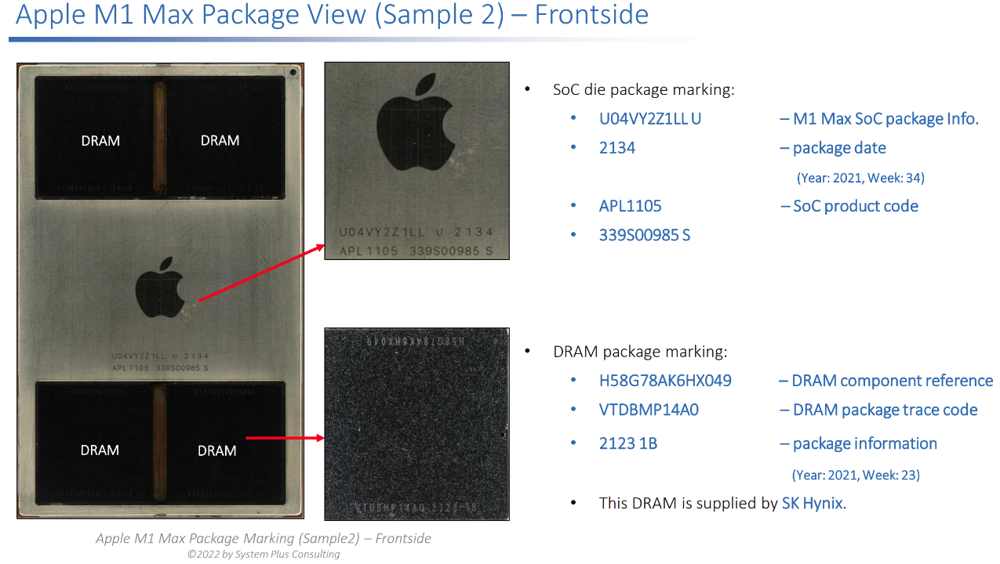 Apple M1 Max Package View (Sample 2) – Frontside
DRAM
DRAM
U04VY2Z1LL U 2134
APL1105 339S00985 S
DRAM
DRAM
U04VY2Z1LL U 2134
APL1105 339S00985 S
H58G78AK6HX049
VTDBMP14A0 2123 1B
• SoC die package marking:
• U04VY2Z1LL U – M1 Max SoC package Info.
• 2134 – package date
(Year: 2021, Week: 34)
• APL1105 – SoC product code
• 339S00985 S
• DRAM package marking:
• H58G78AK6HX049 – DRAM component reference
• VTDBMP14A0 – DRAM package trace code
• 2123 1B – package information
(Year: 2021, Week: 23)
• This DRAM is supplied by SK Hynix.
Apple M1 Max Package Marking (Sample2) – Frontside
©2022 by System Plus Consulting